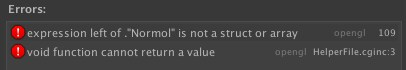 Errors:
expression left of ."Normol" is not a struct or array opengl 109
void function cannot return a value opengl HelperFile.cginc:3